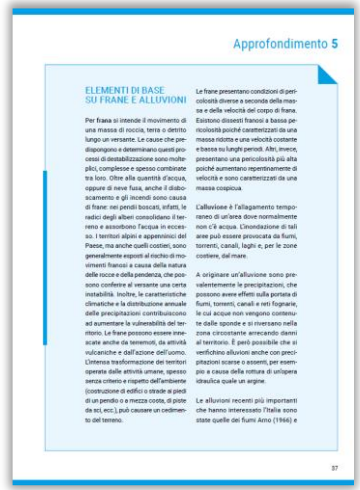 Approfondimento 5
ELEMENTI DI BASE
SU FRANE E ALLUVIONI
Per frana si intende il movimento di
una massa di roccia, terra o detrito
lungo un versante. Le cause che pre-
dispongono e determinano questi pro-
cessi di destabilizzazione sono molte-
plici, complesse e spesso combinate
tra loro. Oltre alla quantità d'acqua,
oppure di neve fusa, anche il disbo-
scamento e gli incendi sono causa
di frane: nei pendii boscati, infatti, le
radici degli alberi consolidano il ter-
reno e assorbono l'acqua in ecces-
so. I territori alpini e appenninici del
Paese, ma anche quelli costieri, sono
generalmente esposti al rischio di mo-
vimenti franosi a causa della natura
delle rocce e della pendenza, che pos-
sono conferire al versante una certa
instabilità. Inoltre, le caratteristiche
climatiche e la distribuzione annuale
delle precipitazioni contribuiscono
ad aumentare la vulnerabilità del ter-
ritorio. Le frane possono essere inne-
scate anche da terremoti, da attività
vulcaniche e dall'azione dell'uomo.
L'intensa trasformazione dei territori
operata dalle attività umane, spesso
senza criterio e rispetto dell'ambiente
(costruzione di edifici o strade ai piedi
di un pendio o a mezza costa, di piste
da sci, ecc.), può causare un cedimen-
to del terreno.
Le frane presentano condizioni di peri-
colosità diverse a seconda della mas-
sa e della velocità del corpo di frana.
Esistono dissesti franosi a bassa pe-
ricolosità poiché caratterizzati da una
massa ridotta e una velocità costante
e bassa su lunghi periodi. Altri, invece,
presentano una pericolosità più alta
poiché aumentano repentinamente di
velocità e sono caratterizzati da una
massa cospicua.
L'alluvione è l'allagamento tempo-
raneo di un'area dove normalmente
non c'è acqua. L'inondazione di tali
aree può essere provocata da fiumi,
torrenti, canali, laghi e, per le zone
costiere, dal mare.
A originare un'alluvione sono pre-
valentemente le precipitazioni, che
possono avere effetti sulla portata di
fiumi, torrenti, canali e reti fognarie,
le cui acque non vengono contenu-
te dalle sponde e si riversano nella
zona circostante arrecando danni
al territorio. È però possibile che si
verifichino alluvioni anche con preci-
pitazioni scarse o assenti, per esem-
pio a causa della rottura di un'opera
idraulica quale un argine.
Le alluvioni recenti più importanti
che hanno interessato l'Italia sono
state quelle dei fiumi Arno (1966) e
37